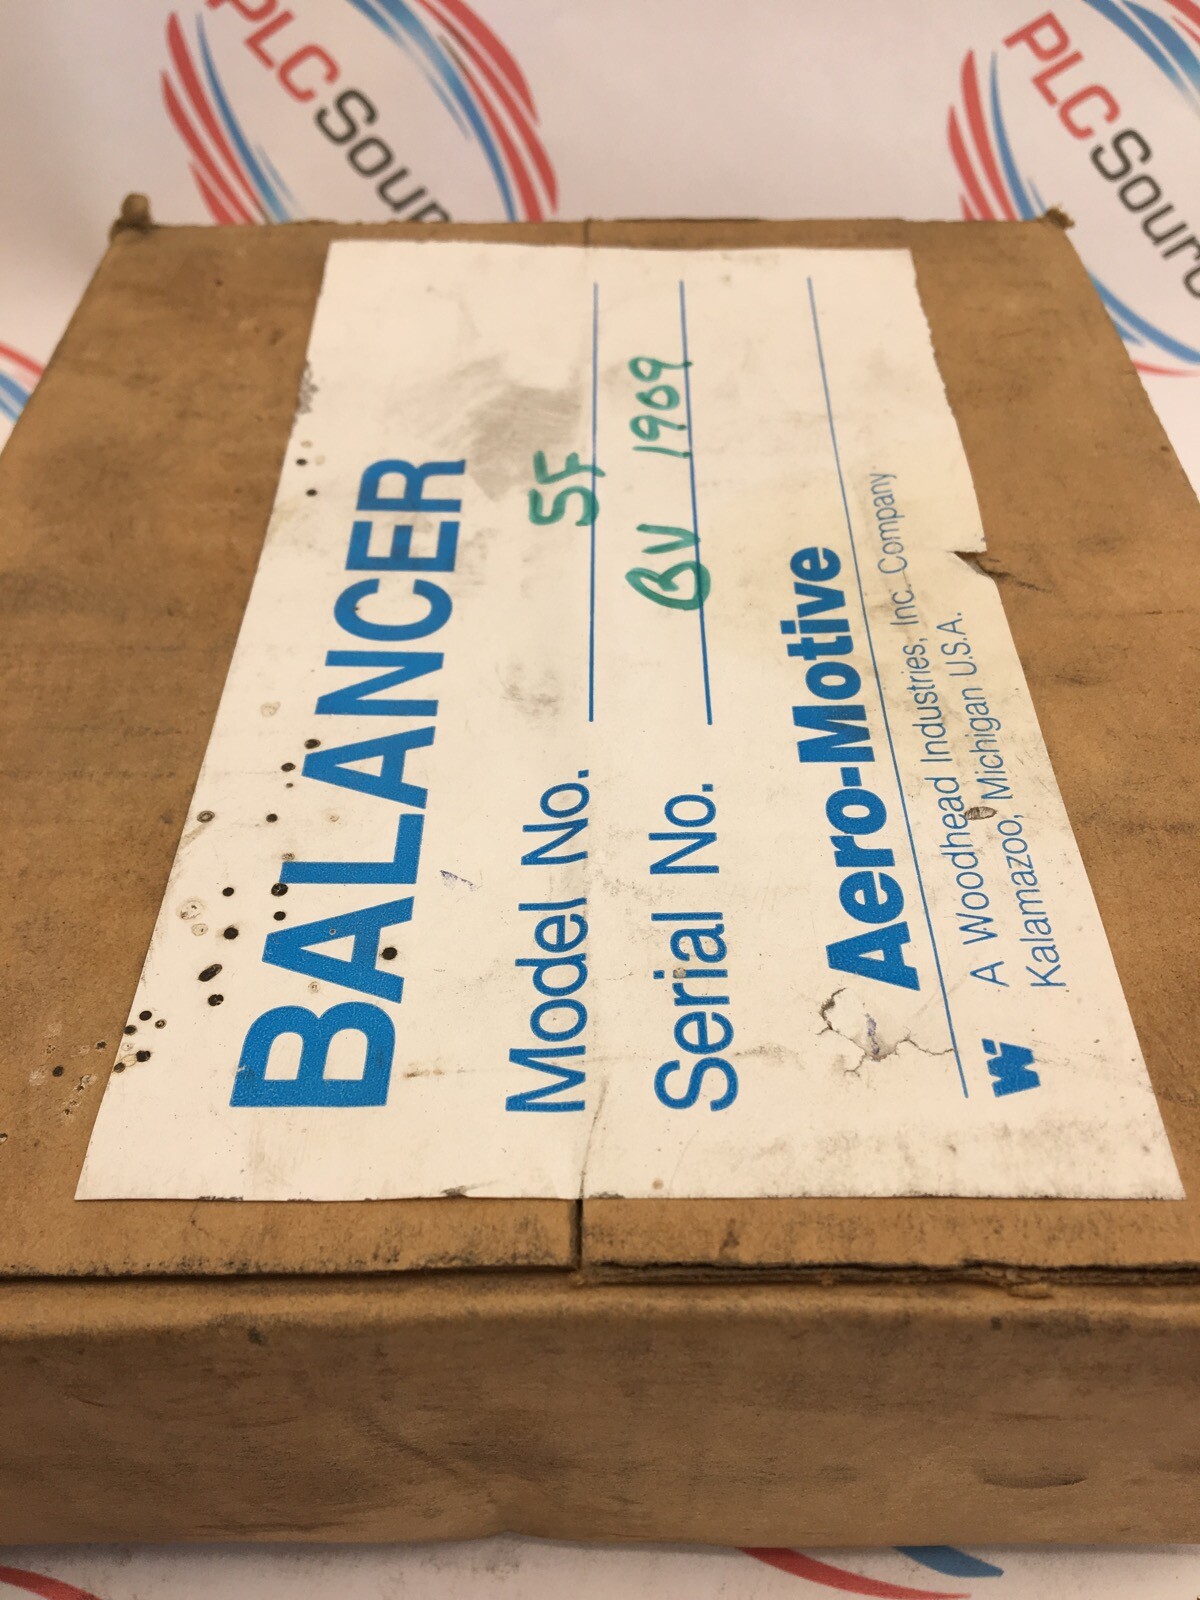 PLC Sour
PLC Sourc
BALANCER
Model No. 5F
Serial No. BV 1909
Aero-Motive
A Woodhead Industries, Inc. Company
Kalamazoo, Michigan U.S.A.